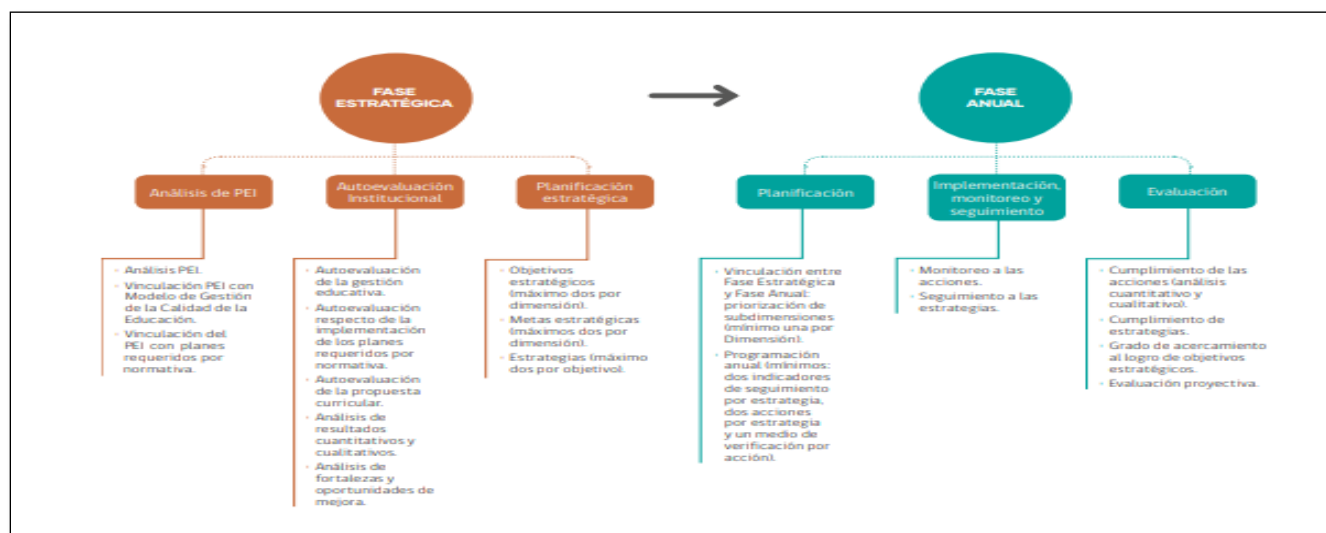 FASE
ESTRATÉGICA
FASE
ANUAL
Análisis de PEI
Autoevaluación
Institucional
Planificación
estratégica
Planificación
Implementación,
monitoreo y
seguimiento
Evaluación
• Análisis PEI.
• Vinculación PEI con
Modelo de Gestión
de la Calidad de la
Educación.
• Vinculación del
PEI con planes
requeridos por
normativa.
• Autoevaluación
de la gestión
educativa.
• Autoevaluación
respecto de la
implementación
de los planes
requeridos por
normativa.
• Autoevaluación
de la propuesta
curricular.
• Análisis de
resultados
cuantitativos y
cualitativos.
• Análisis de
fortalezas y
oportunidades de
mejora.
• Objetivos
estratégicos
(máximo dos por
dimensión).
• Metas estratégicas
(máximos dos por
dimensión).
• Estrategias (máximo
dos por objetivo).
• Vinculación entre
Fase Estratégica
y Fase Anual:
priorización de
subdimensiones
(mínimo una por
Dimensión).
• Programación
anual (mínimos:
dos indicadores
de seguimiento
por estrategia,
dos acciones
por estrategia
y un medio de
verificación por
acción).
• Monitoreo a las
acciones.
• Seguimiento a las
estrategias.
• Cumplimiento de las
acciones (análisis
cuantitativo y
cualitativo).
• Cumplimiento de
estrategias.
• Grado de acercamiento
al logro de objetivos
estratégicos.
• Evaluación proyectiva.